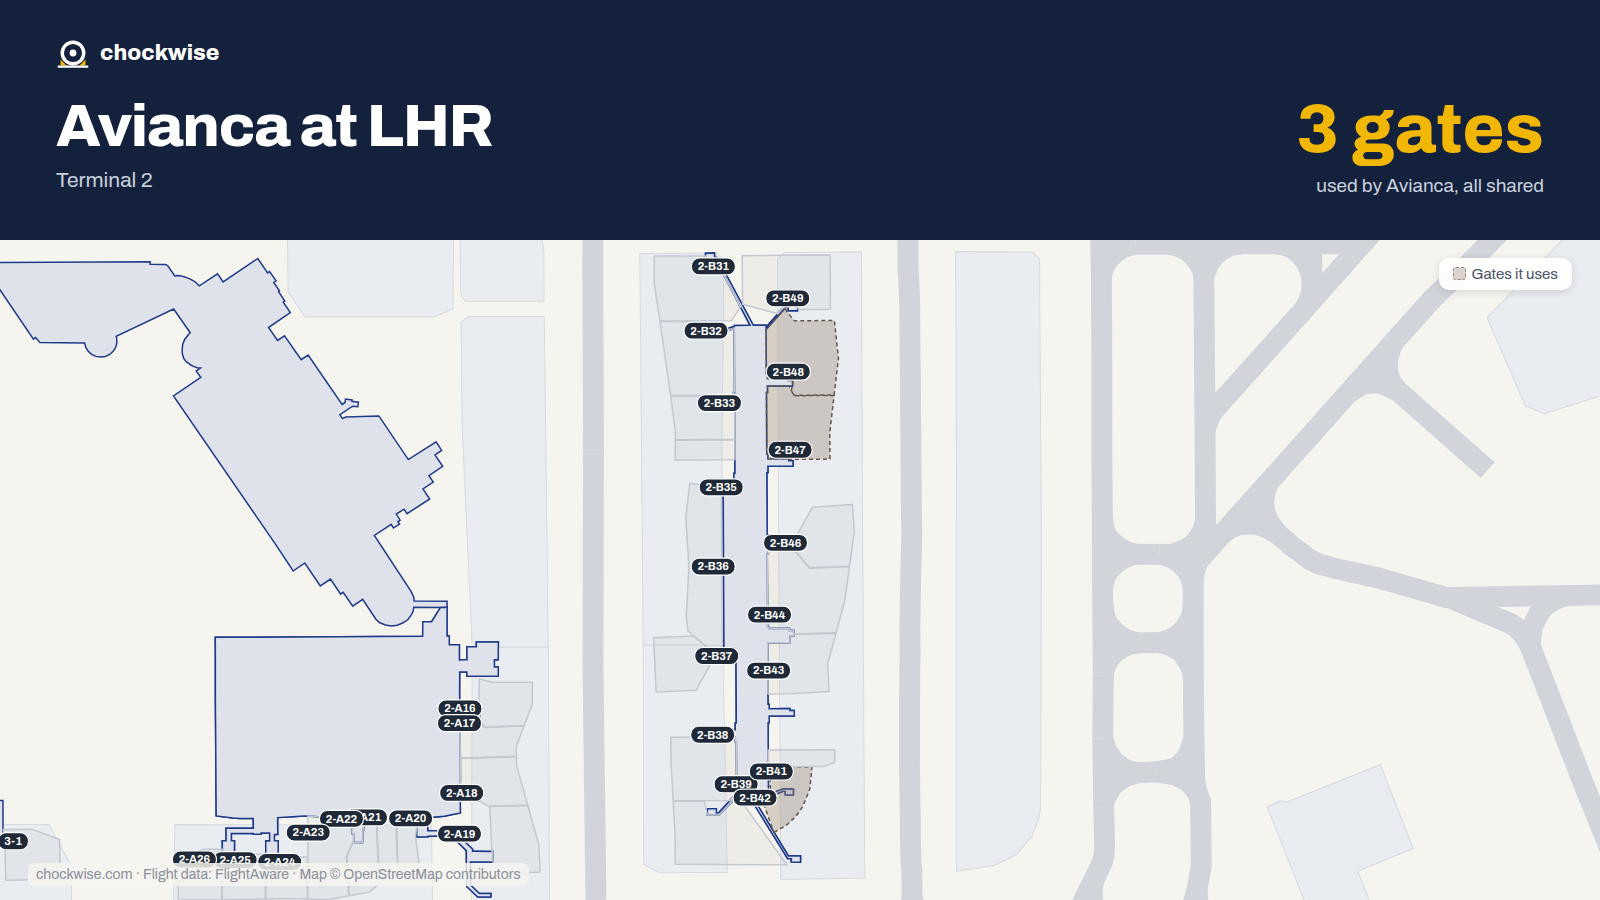 chockwise
Avianca at LHR
Terminal 2
3 gates
used by Avianca, all shared
Gates it uses
2-B31
2-B49
2-B32
2-B48
2-B33
2-B47
2-B35
2-B46
2-B36
2-B44
2-B37
2-B43
2-A16
2-A17
2-B38
2-B41
2-B39
2-B42
2-A18
2-A22
A21
2-A20
2-A23
2-A19
3-1
2-A26
2-A25
2-A24
chockwise.com · Flight data: FlightAware · Map © OpenStreetMap contributors